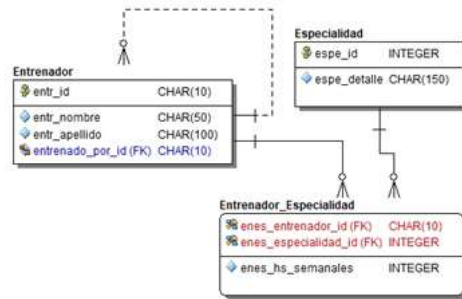 Entrenador
entr_id CHAR(10)
entr_nombre CHAR(50)
entr_apellido CHAR(100)
entrenado_por_id (FK) CHAR(10)
Especialidad
espe_id INTEGER
espe_detalle CHAR(150)
Entrenador_Especialidad
enes_entrenador_id (FK) CHAR(10)
enes_especialidad_id (FK) INTEGER
enes_hs_semanales INTEGER